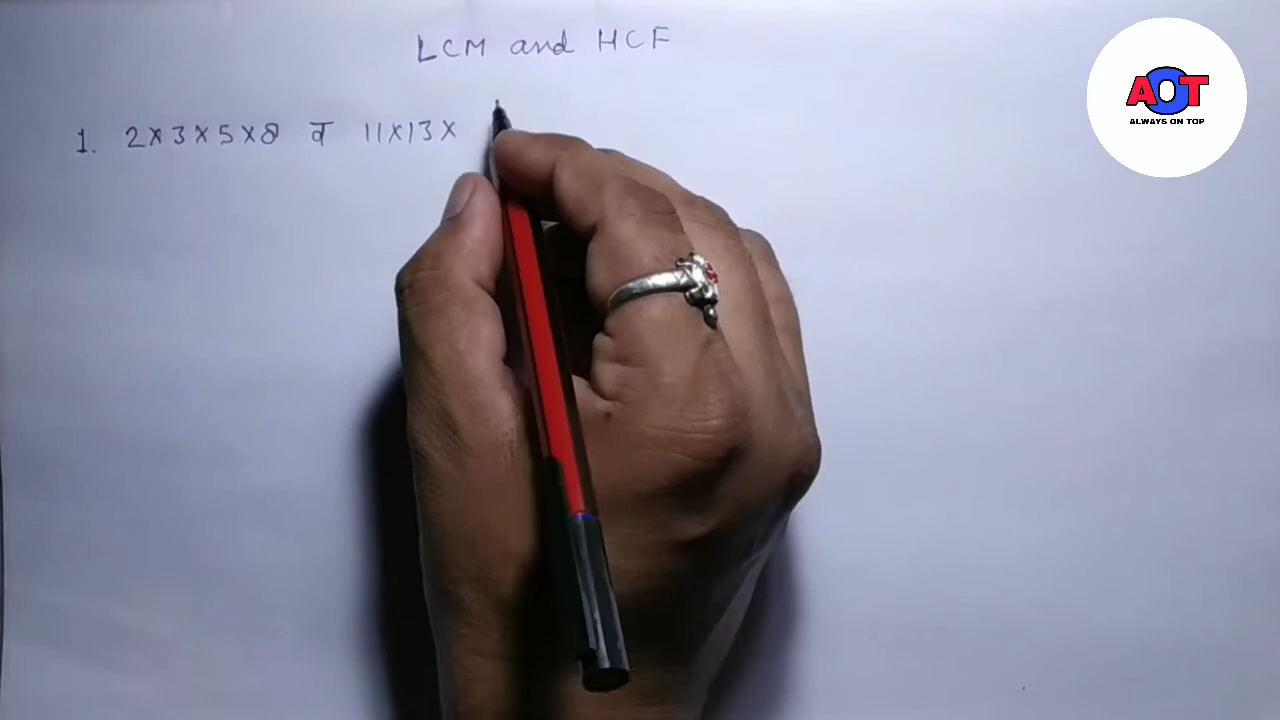 LCM and HCF
1. 2×3×5×8 व 11×13×
AOT
ALWAYS ON TOP